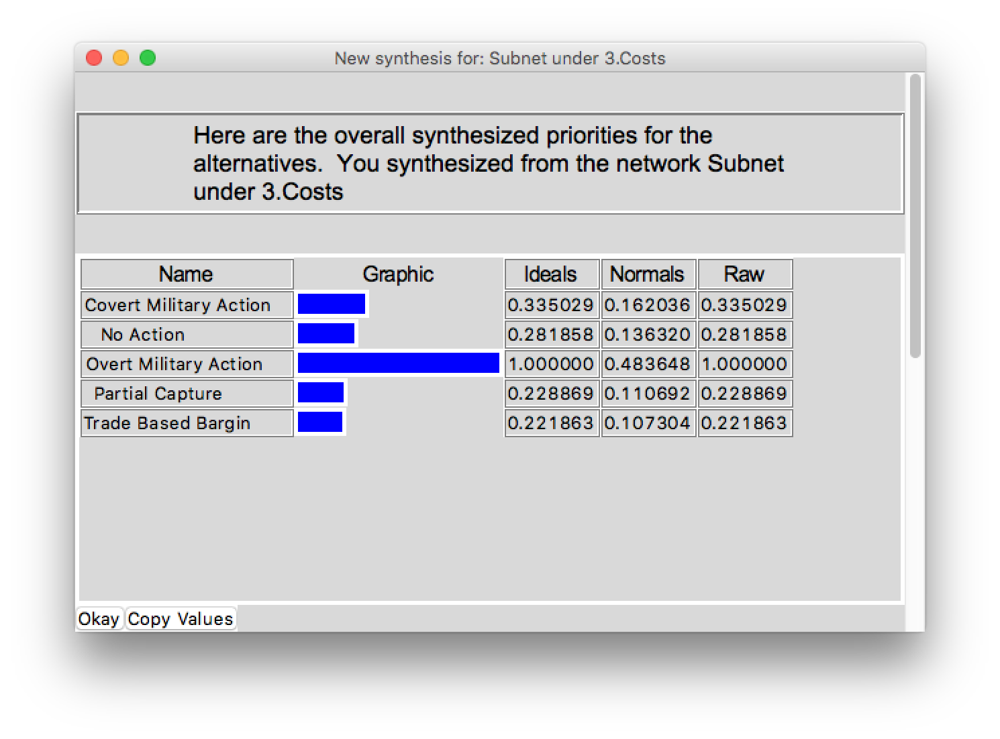 New synthesis for: Subnet under 3.Costs
Here are the overall synthesized priorities for the
alternatives.  You synthesized from the network Subnet
under 3.Costs
Name Graphic Ideals Normals Raw
Covert Military Action 0.335029 0.162036 0.335029
No Action 0.281858 0.136320 0.281858
Overt Military Action 1.000000 0.483648 1.000000
Partial Capture 0.228869 0.110692 0.228869
Trade Based Bargin 0.221863 0.107304 0.221863
Okay Copy Values